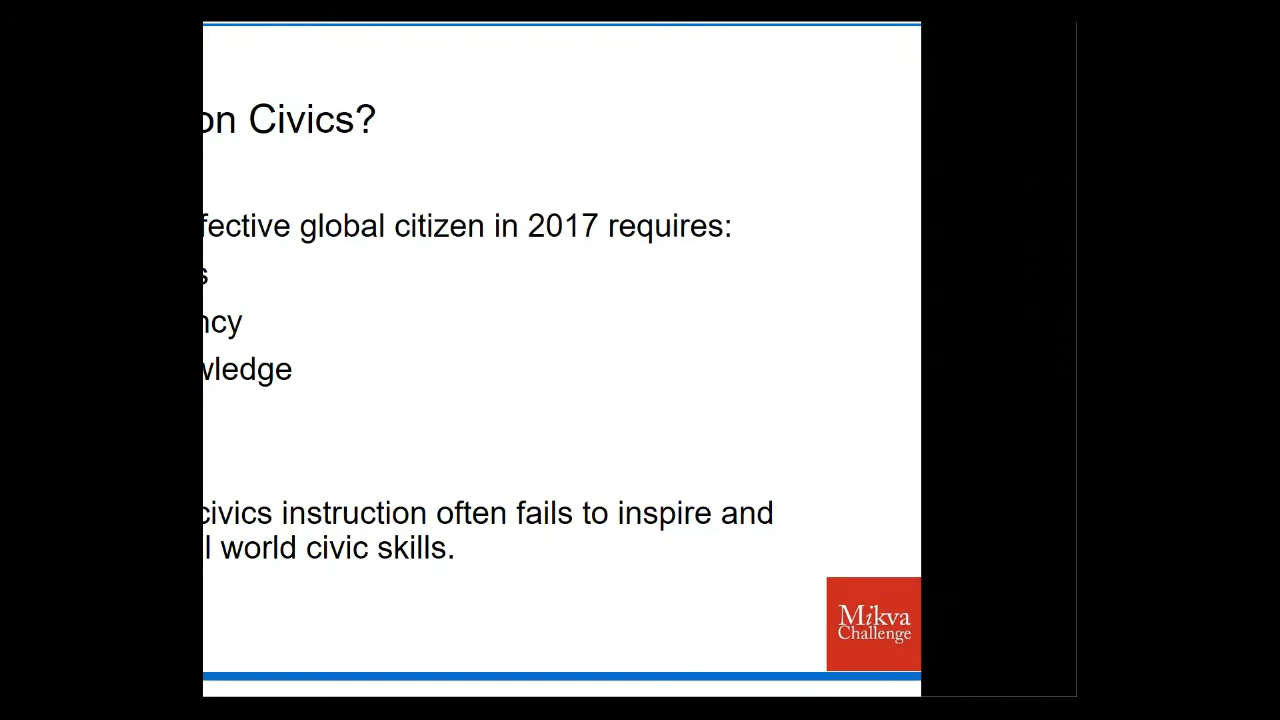 on Civics?
fective global citizen in 2017 requires:
s
ncy
wledge
civics instruction often fails to inspire and
l world civic skills.
Mikva
Challenge